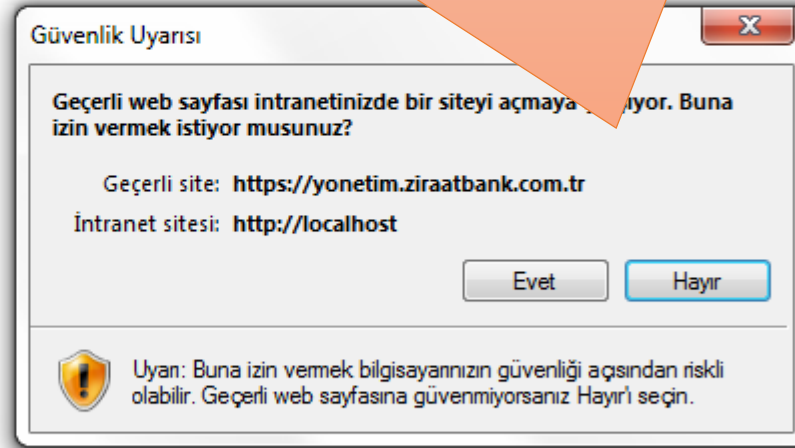 Güvenlik Uyarısı
Geçerli web sayfası intranetinizde bir siteyi açmaya Buna
izin vermek istiyor musunuz?
Geçerli site: https://yonetim.ziraatbank.com.tr
İntranet sitesi: http://localhost
Evet Hayır
Uyarı: Buna izin vermek bilgisayarınızın güvenliği açısından riskli
olabilir. Geçerli web sayfasına güvenmiyorsanız Hayır'ı seçin.